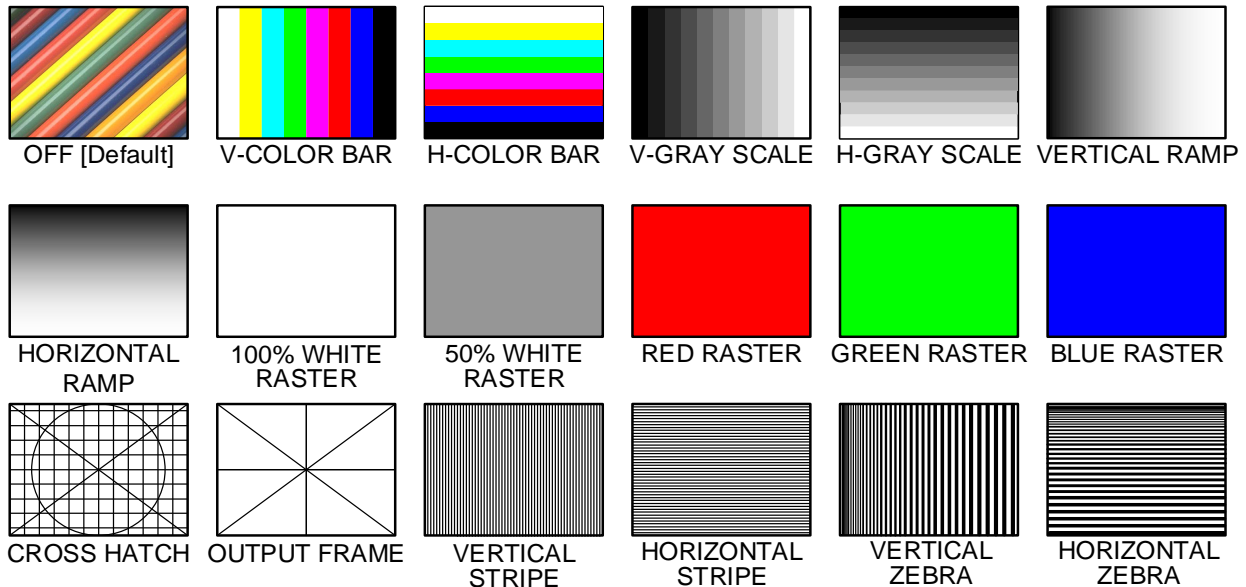 OFF [Default]
V-COLOR BAR
H-COLOR BAR
V-GRAY SCALE
H-GRAY SCALE
VERTICAL RAMP
HORIZONTAL
RAMP
100% WHITE
RASTER
50% WHITE
RASTER
RED RASTER
GREEN RASTER
BLUE RASTER
CROSS HATCH
OUTPUT FRAME
VERTICAL
STRIPE
HORIZONTAL
STRIPE
VERTICAL
ZEBRA
HORIZONTAL
ZEBRA